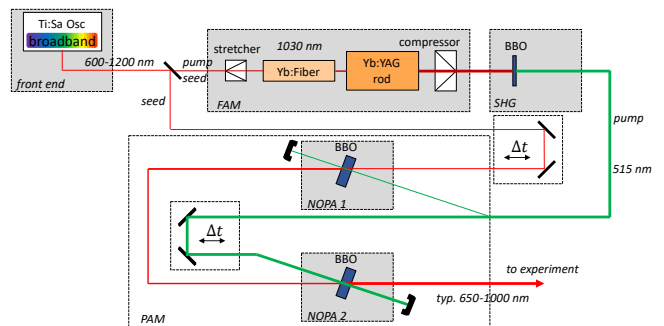 Ti:Sa Osc
broadband
front end
600-1200 nm
pump
seed
seed
stretcher
1030 nm
Yb:Fiber
Yb:YAG
rod
compressor
FAM
BBO
SHG
pump
515 nm
Δt
BBO
NOPA 1
Δt
BBO
NOPA 2
to experiment
typ. 650-1000 nm
PAM